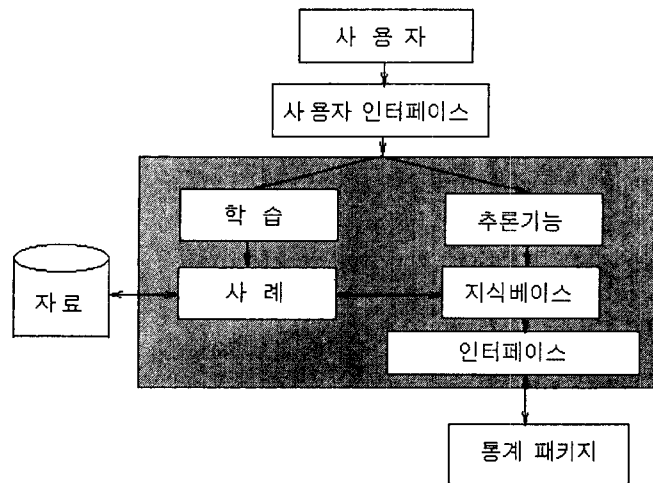 사 용 자
사용자 인터페이스
학 습
추론기능
자료
사 례
지식베이스
인터페이스
통계 패키지